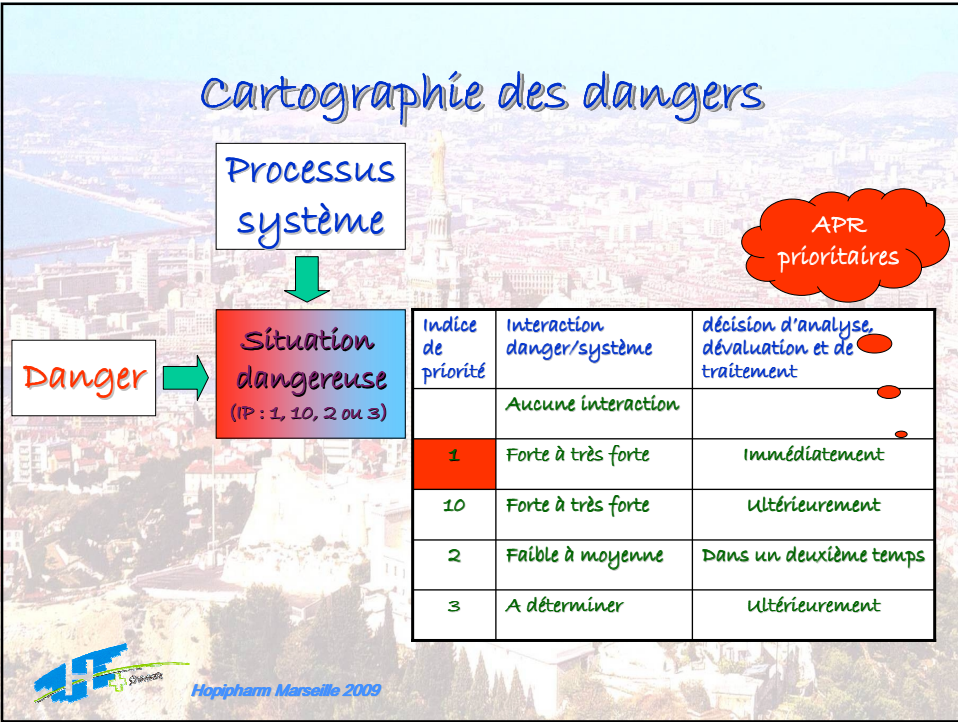 Cartographie des dangers
Processus
système
APR
prioritaires
Danger
Situation
dangereuse
(IP : 1, 10, 2 ou 3)
Indice
de
priorité
Interaction
danger/système
décision d'analyse,
dévaluation et de
traitement
Aucune interaction
1 Forte à très forte Immédiatement
10 Forte à très forte Ultérieurement
2 Faible à moyenne Dans un deuxième temps
3 A déterminer Ultérieurement
Hopipharm Marseille 2009